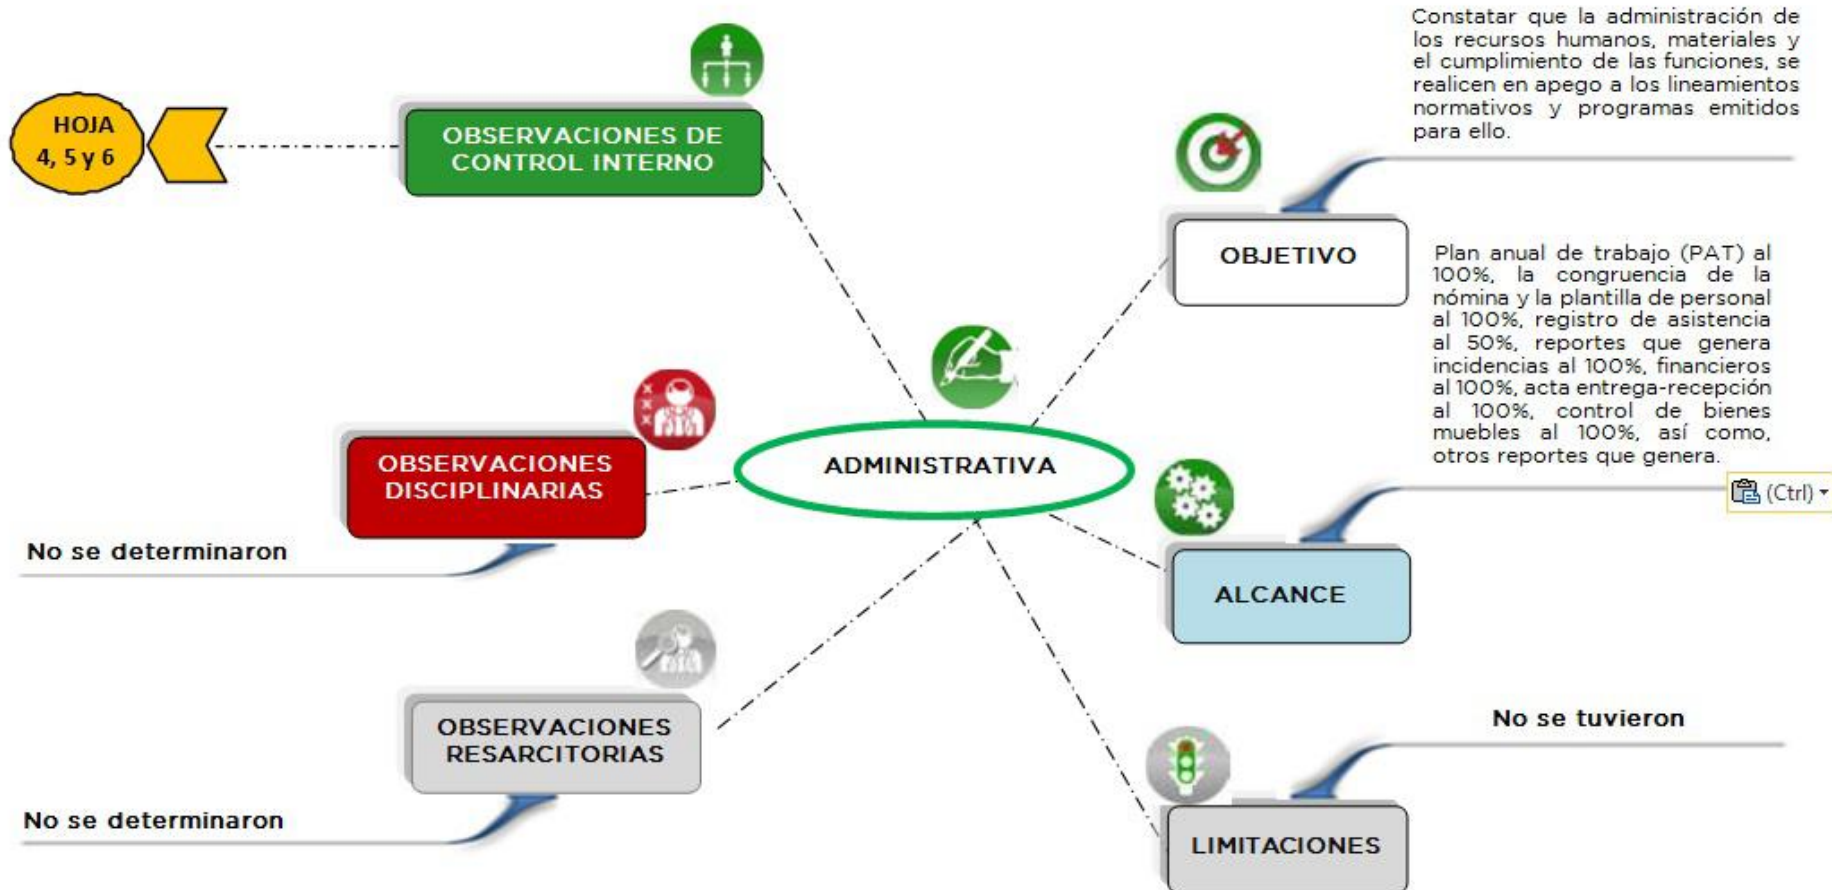 Constatar que la administración de
los recursos humanos, materiales y
el cumplimiento de las funciones, se
realicen en apego a los lineamientos
normativos y programas emitidos
para ello.
HOJA
4, 5 y 6
OBSERVACIONES DE
CONTROL INTERNO
OBJETIVO
Plan anual de trabajo (PAT) al
100%, la congruencia de la
nómina y la plantilla de personal
al 100%, registro de asistencia
al 50%, reportes que genera
incidencias al 100%, financieros
al 100%, acta entrega-recepción
al 100%, control de bienes
muebles al 100%, así como,
otros reportes que genera.
(Ctrl)
ADMINISTRATIVA
OBSERVACIONES
DISCIPLINARIAS
No se determinaron
ALCANCE
OBSERVACIONES
RESARCITORIAS
No se determinaron
No se tuvieron
LIMITACIONES